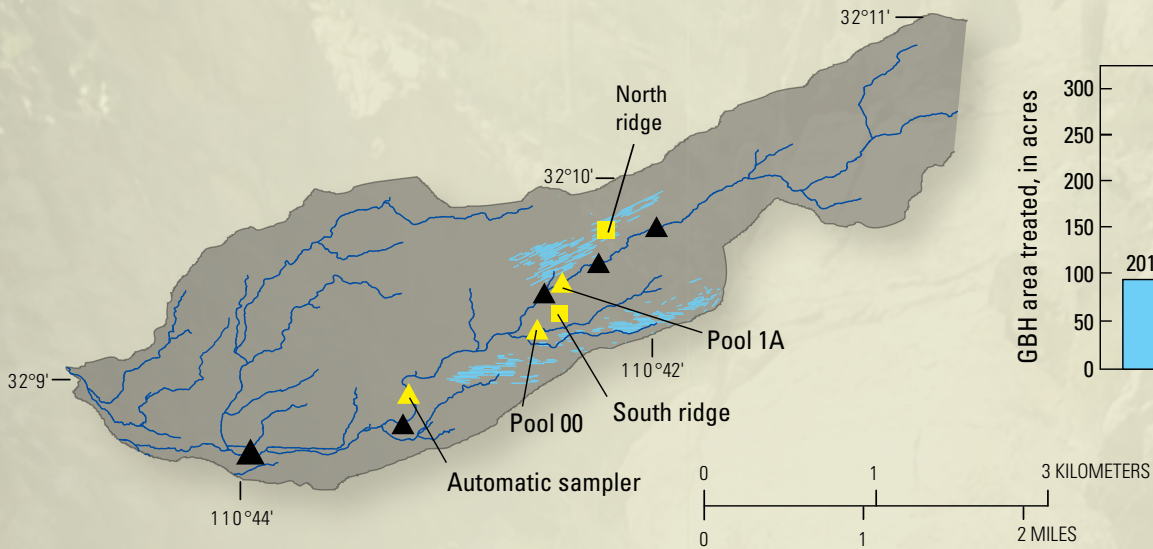 32°11'
North
ridge
32°10'
GBH area treated, in acres
300
250
200
150
100
50
0
201
Pool 1A
110°42'
32°9'
Pool 00
South ridge
Automatic sampler
110°44'
0 1 3 KILOMETERS
0 1 2 MILES